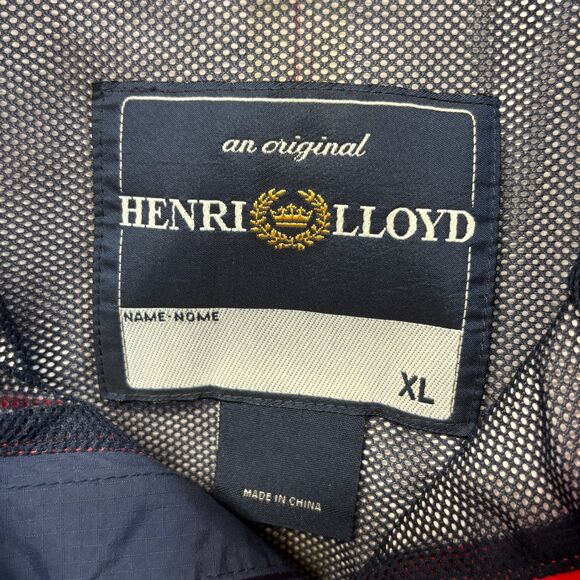 an original
HENRI LLOYD
NAME-NOME
XL
MADE IN CHINA